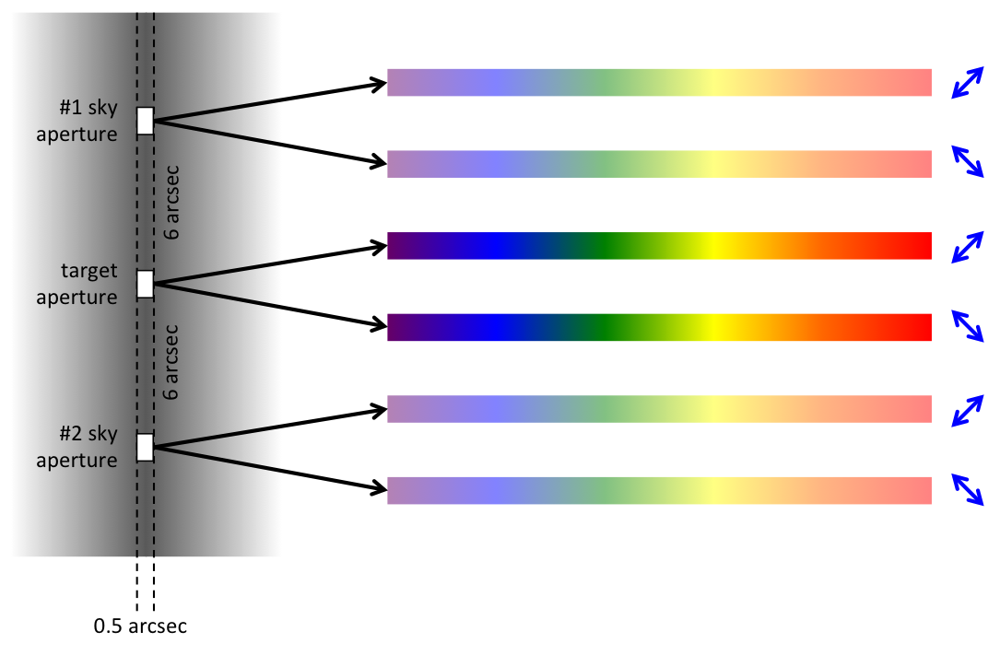 #1 sky
aperture
6 arcsec
target
aperture
6 arcsec
#2 sky
aperture
0.5 arcsec